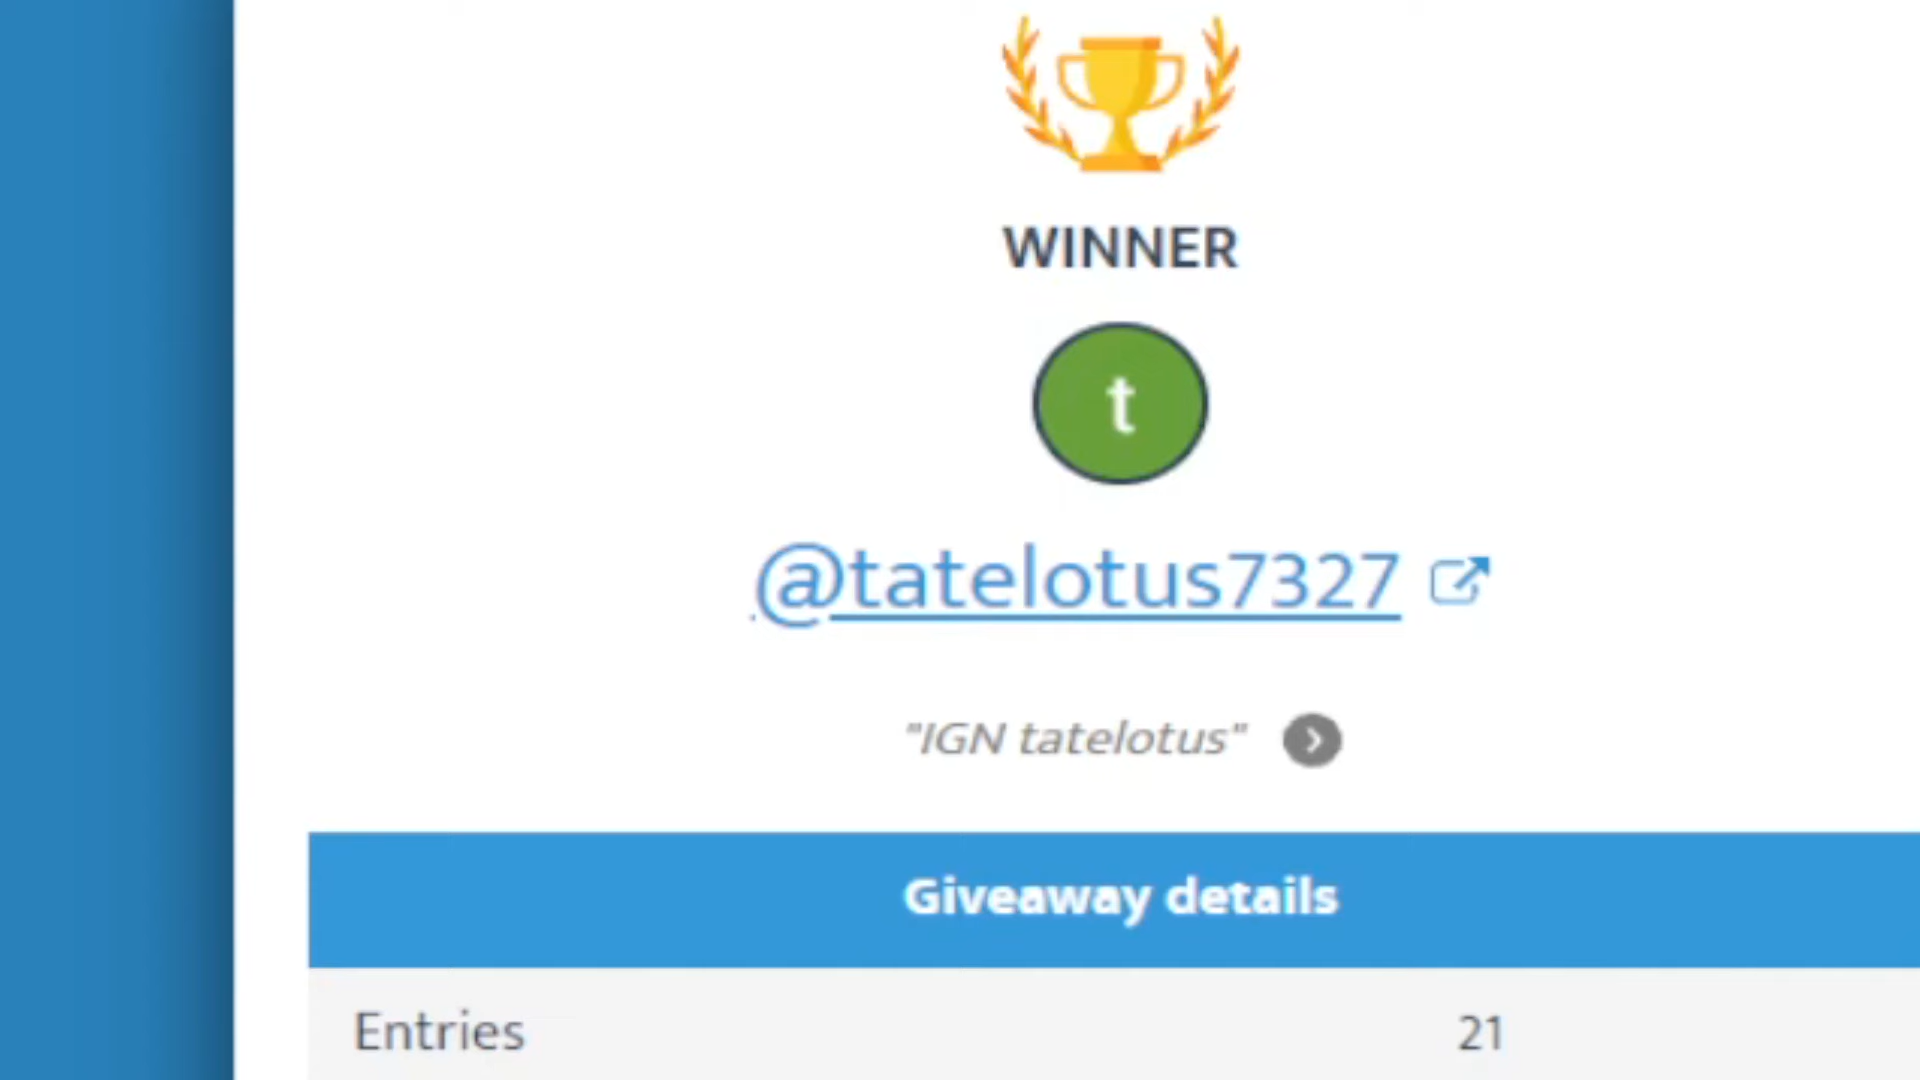 WINNER
t
@tatelotus7327
"IGN tatelotus"
Giveaway details
Entries 21